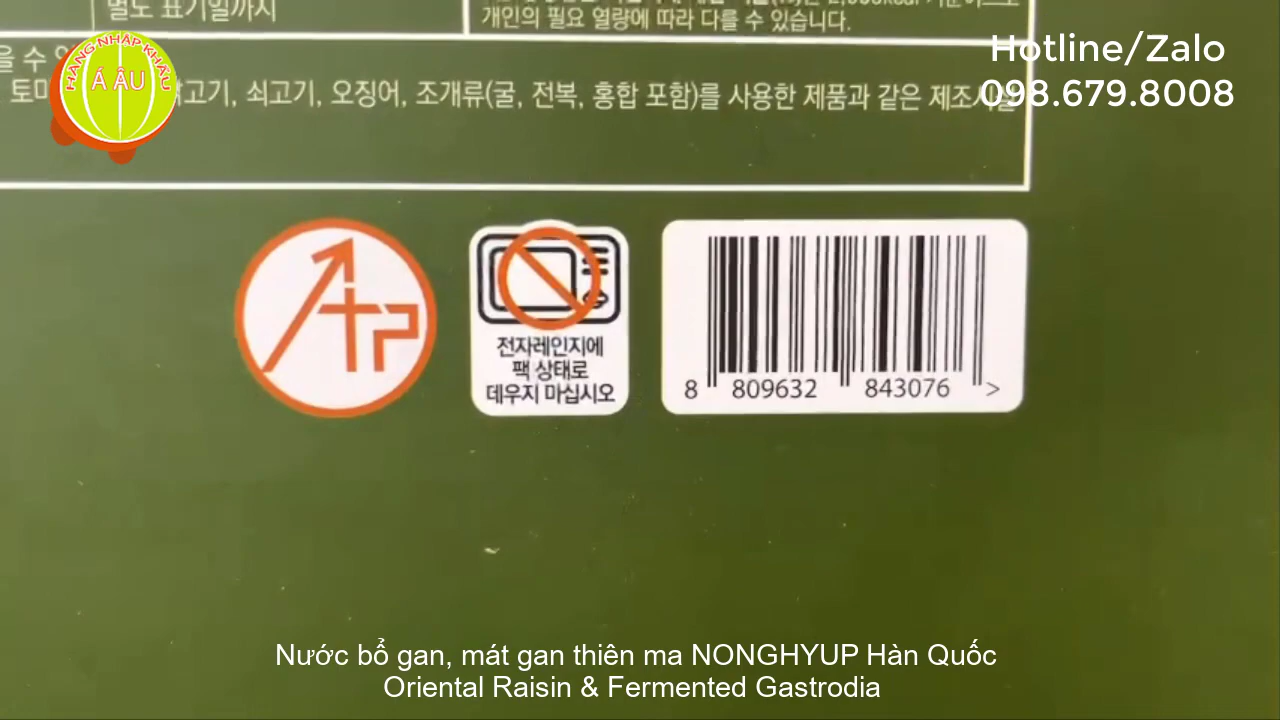 별도 표기일까지
개인의 필요 열량에 따라 다를 수 있습니다.
을 수
고기, 쇠고기, 오징어, 조개류(굴, 전복, 홍합 포함)를 사용한 제품과 같은 제조시설
HÀNG NHẬP KHẨU
Á ÂU
Hotline/Zalo
098.679.8008
전자레인지에
팩 상태로
데우지 마십시오
8 809632 843076 >
Nước bổ gan, mát gan thiên ma NONGHYUP Hàn Quốc
Oriental Raisin & Fermented Gastrodia